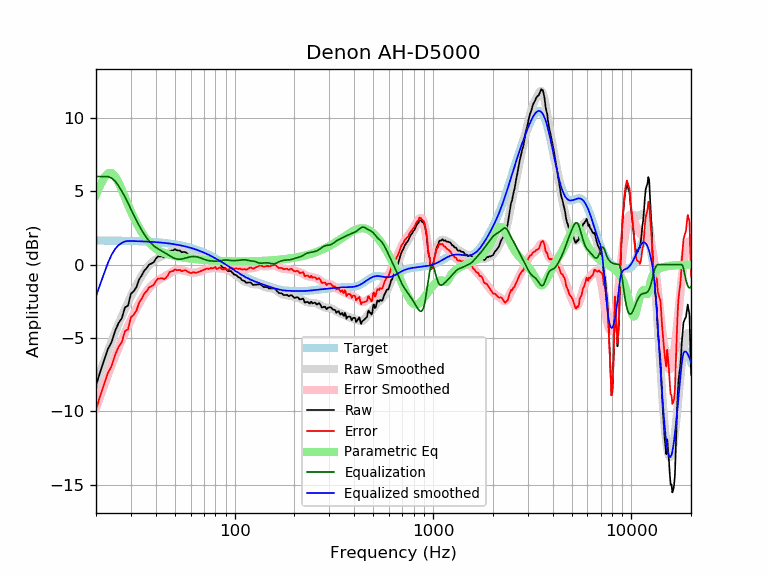 Denon AH-D5000
Amplitude (dBr)
10
5
0
−5
−10
−15
Target
Raw Smoothed
Error Smoothed
Raw
Error
Parametric Eq
Equalization
Equalized smoothed
100 1000 10000
Frequency (Hz)